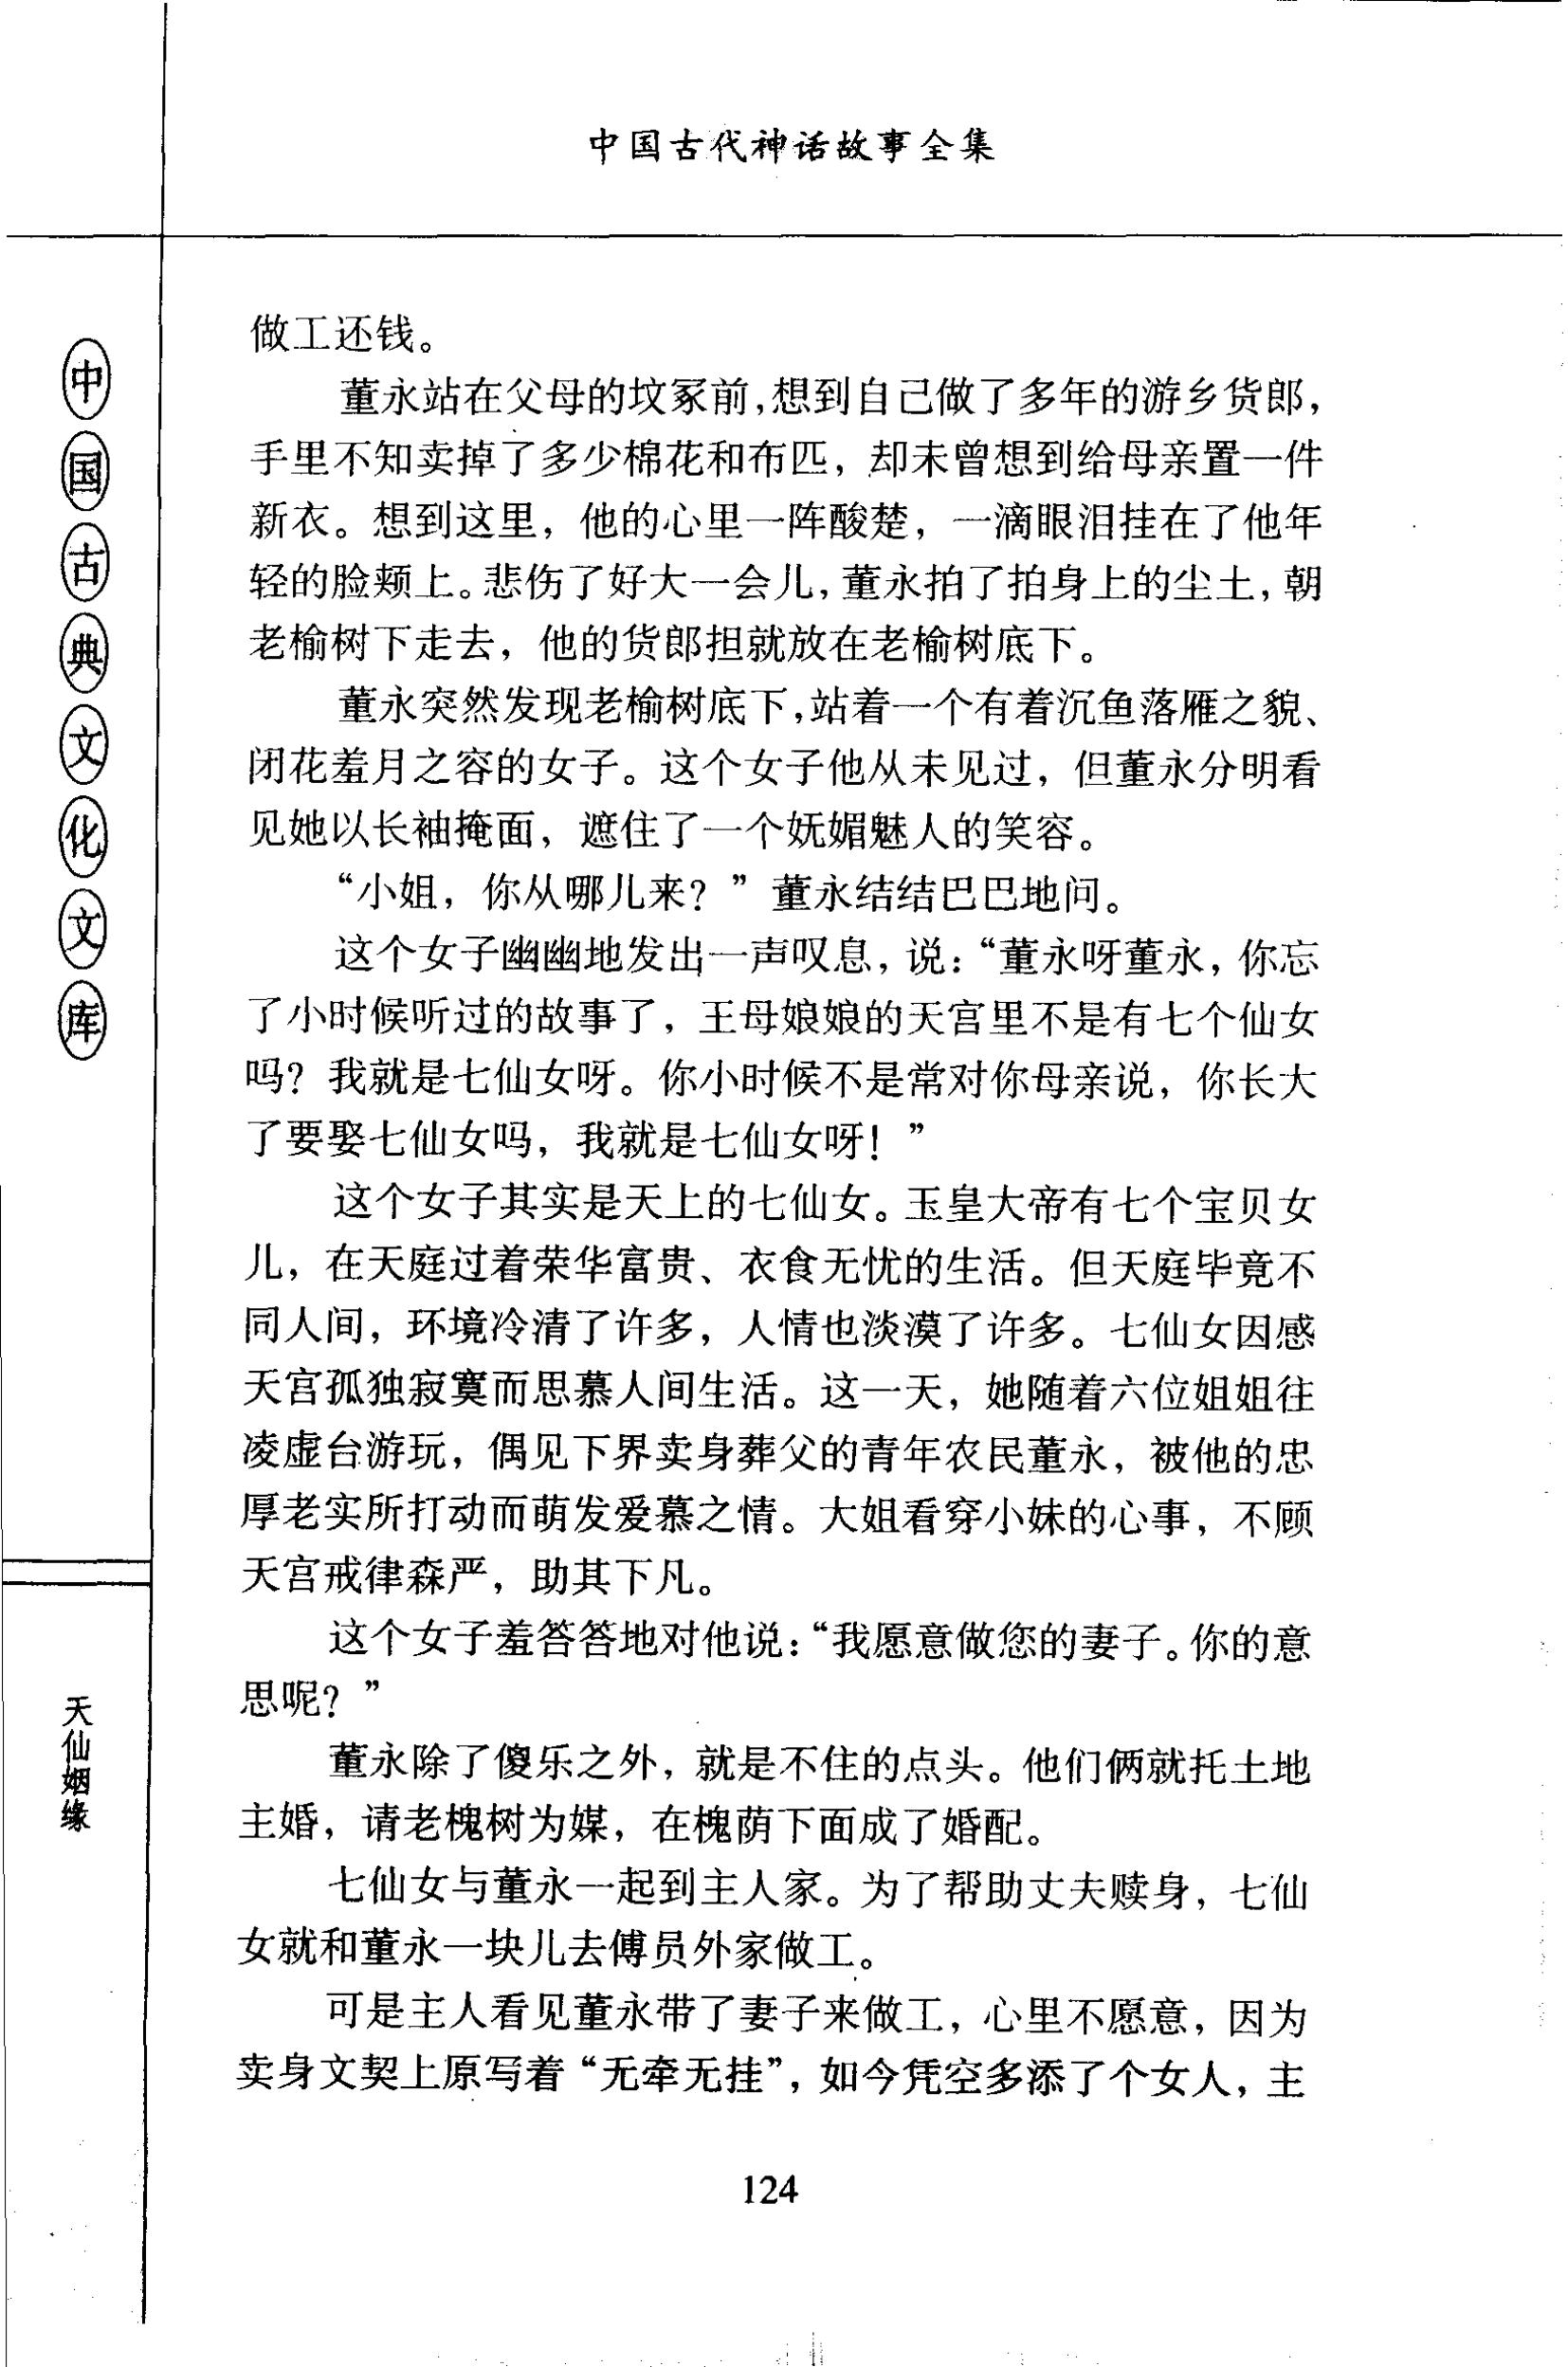 中国古代神话故事全集
中国古典文化文库
天仙姻缘
做工还钱。
董永站在父母的坟冢前，想到自己做了多年的游乡货郎，
手里不知卖掉了多少棉花和布匹，却未曾想到给母亲置一件
新衣。想到这里，他的心里一阵酸楚，一滴眼泪挂在了他年
轻的脸颊上。悲伤了好大一会儿，董永拍了拍身上的尘土，朝
老榆树下走去，他的货郎担就放在老榆树底下。
董永突然发现老榆树底下，站着一个有着沉鱼落雁之貌、
闭花羞月之容的女子。这个女子他从未见过，但董永分明看
见她以长袖掩面，遮住了一个妩媚魅人的笑容。
“小姐，你从哪儿来？”董永结结巴巴地问。
这个女子幽幽地发出一声叹息，说：“董永呀董永，你忘
了小时候听过的故事了，王母娘娘的天宫里不是有七个仙女
吗？我就是七仙女呀。你小时候不是常对你母亲说，你长大
了要娶七仙女吗，我就是七仙女呀！”
这个女子其实是天上的七仙女。玉皇大帝有七个宝贝女
儿，在天庭过着荣华富贵、衣食无忧的生活。但天庭毕竟不
同人间，环境冷清了许多，人情也淡漠了许多。七仙女因感
天宫孤独寂寞而思慕人间生活。这一天，她随着六位姐姐往
凌虚台游玩，偶见下界卖身葬父的青年农民董永，被他的忠
厚老实所打动而萌发爱慕之情。大姐看穿小妹的心事，不顾
天宫戒律森严，助其下凡。
这个女子羞答答地对他说：“我愿意做您的妻子。你的意
思呢？”
董永除了傻乐之外，就是不住的点头。他们俩就托土地
主婚，请老槐树为媒，在槐荫下面成了婚配。
七仙女与董永一起到主人家。为了帮助丈夫赎身，七仙
女就和董永一块儿去傅员外家做工。
可是主人看见董永带了妻子来做工，心里不愿意，因为
卖身文契上原写着“无牵无挂”，如今凭空多添了个女人，主
124